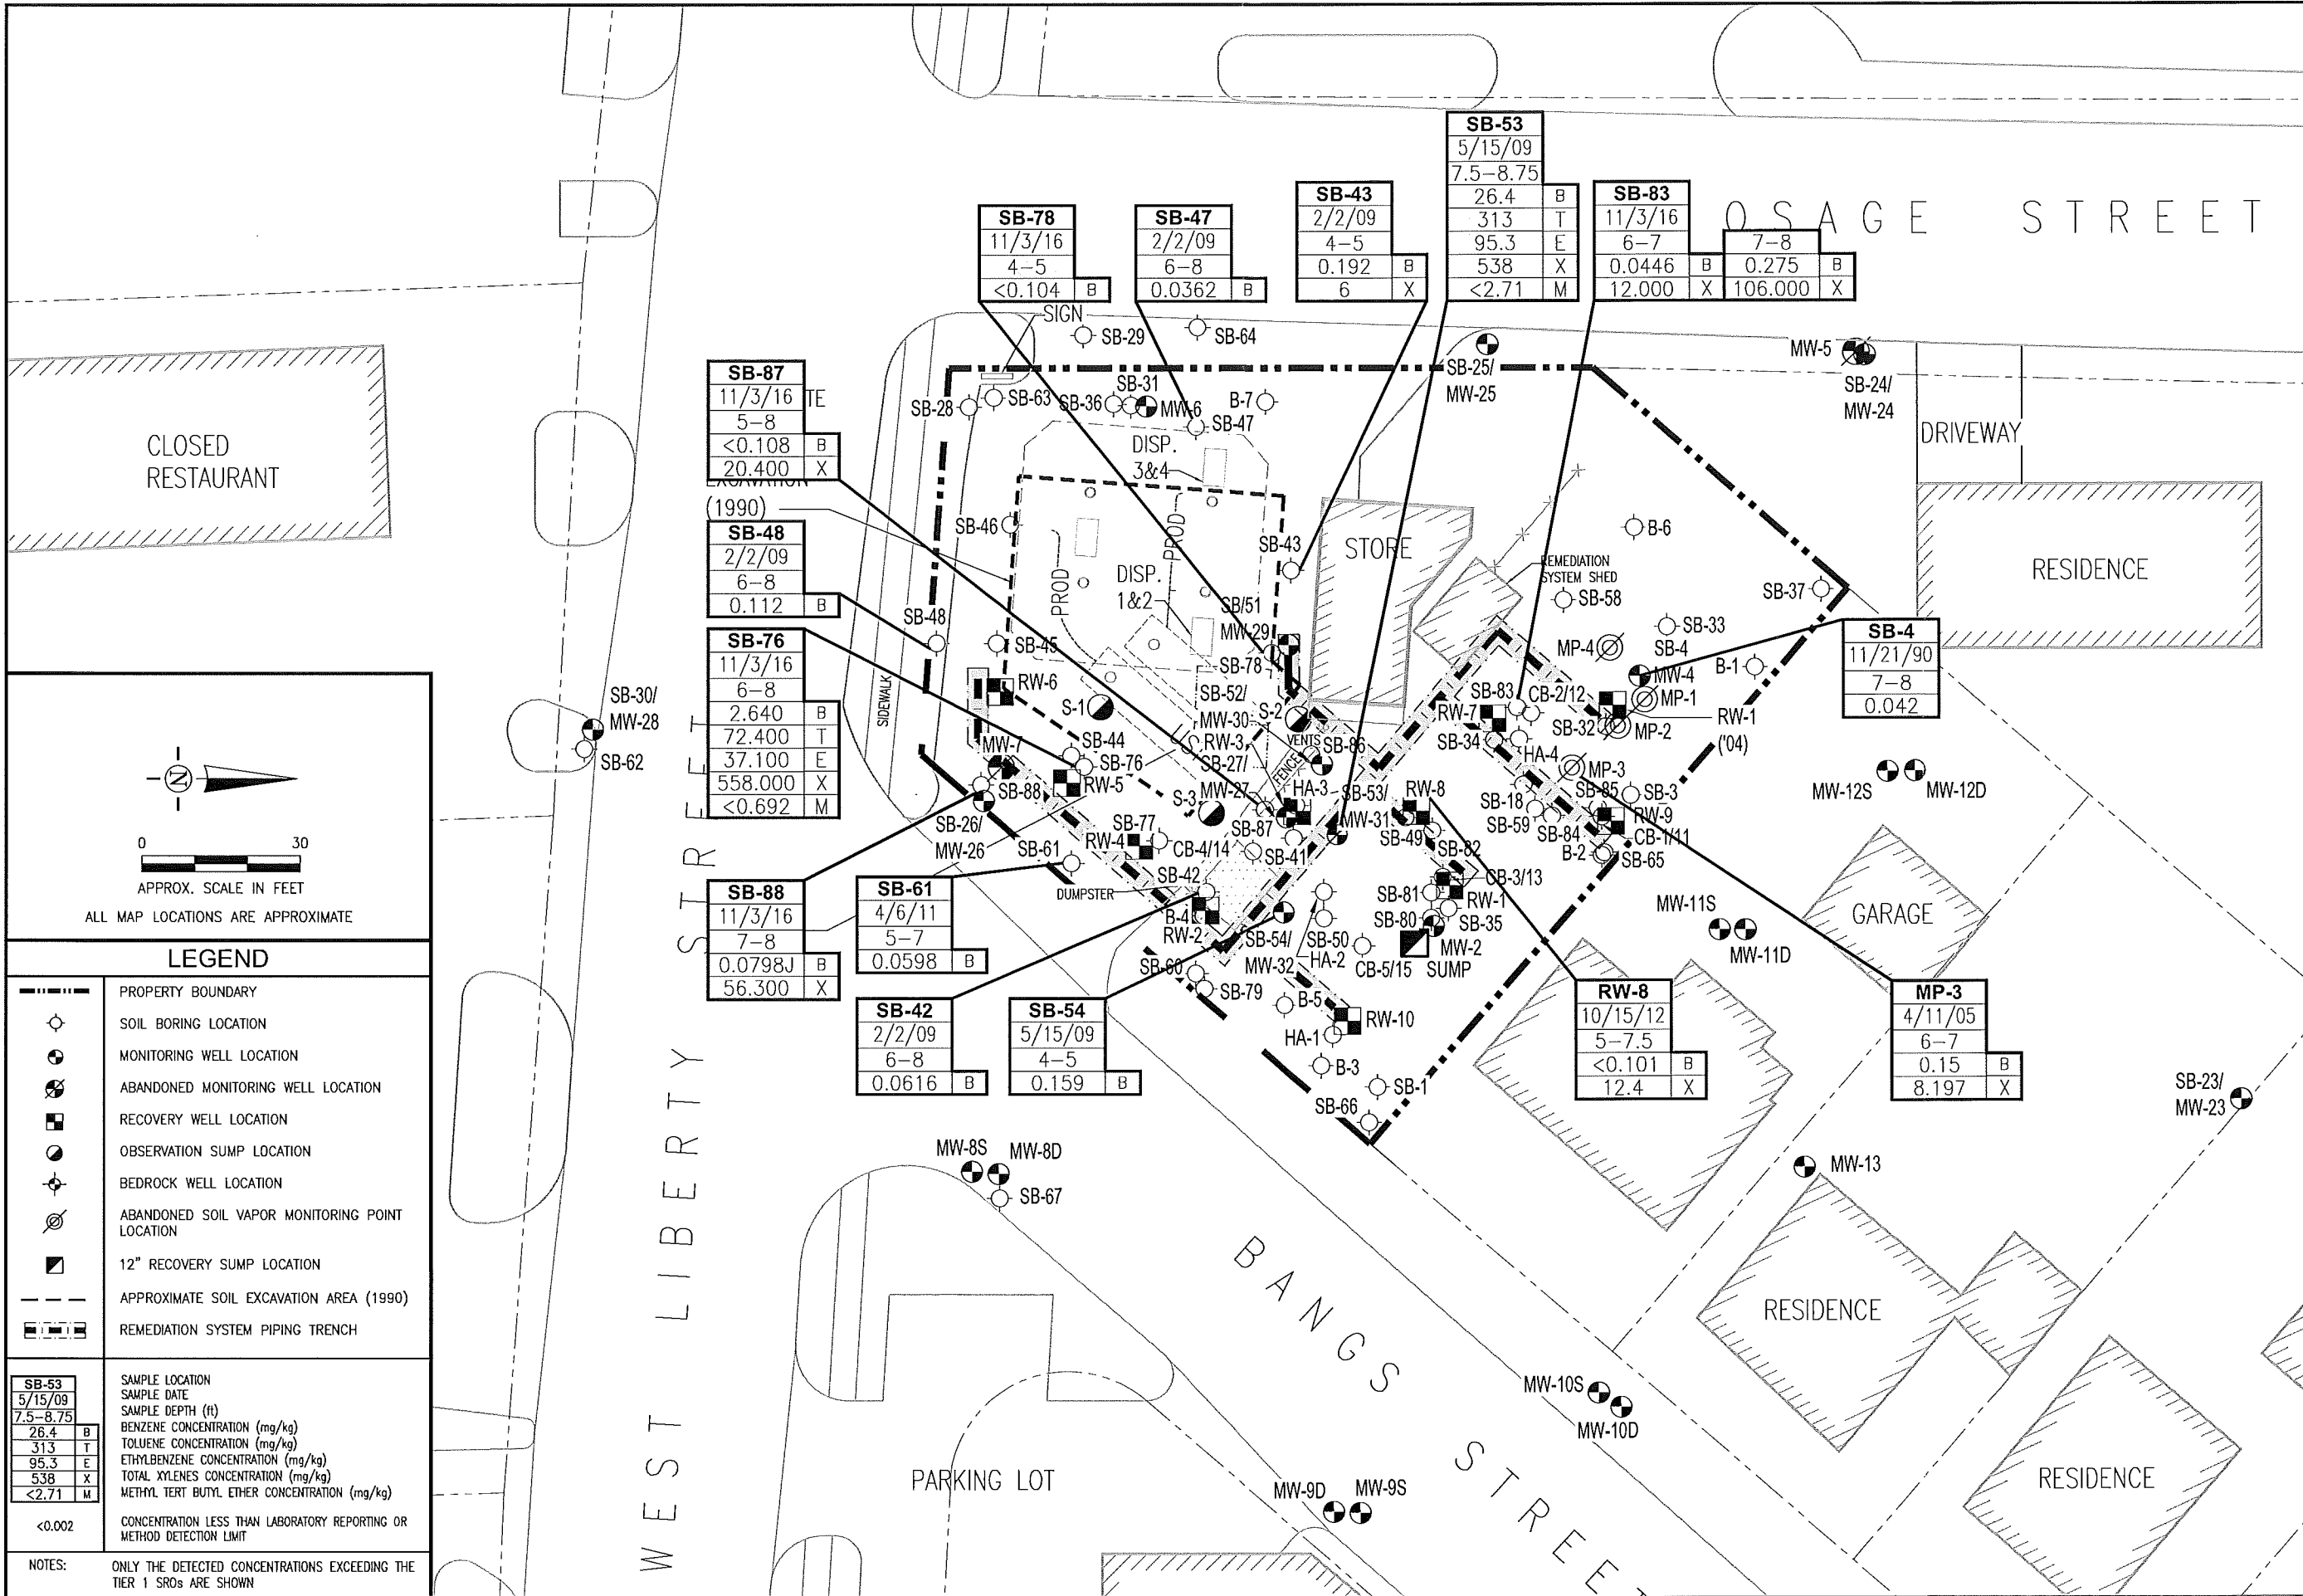 OSAGE STREET
SB-53
5/15/09
7.5-8.75
26.4 B
313 T
95.3 E
538 X
<2.71 M
SB-43
2/2/09
4-5
0.192 B
6 X
SB-83
11/3/16
6-7 7-8
0.0446 B 0.275 B
12.000 X 106.000 X
SB-78
11/3/16
4-5
<0.104 B
SB-47
2/2/09
6-8
0.0362 B
SIGN
SB-29
SB-64
SB-25/
MW-25
MW-5
SB-24/
MW-24
DRIVEWAY
SB-87
11/3/16
5-8
<0.108 B
20.400 X
TE
EXCAVATION
(1990)
SB-28
SB-63
SB-36
SB-31
MW-6
B-7
SB-47
DISP.
3&4
CLOSED
RESTAURANT
SB-46
PROD
PROD
SB-43
STORE
B-6
REMEDIATION
SYSTEM SHED
SB-58
SB-37
RESIDENCE
SB-48
2/2/09
6-8
0.112 B
DISP.
1&2
SB/51
MW-29
SB-48
SB-45
SB-78
MP-4
SB-33
SB-4
MW-4
B-1
SB-4
11/21/90
7-8
0.042
SB-76
11/3/16
6-8
2.640 B
72.400 T
37.100 E
558.000 X
<0.692 M
SIDEWALK
RW-6
S-1
SB-52/
MW-30
S-2
VENTS
RW-3
SB-27/
MW-27
FENCE
SB-86
SB-83
CB-2/12
RW-7
SB-34
HA-4
SB-32
MP-1
MP-2
RW-1
('04)
SB-30/
MW-28
SB-62
MW-7
SB-44
SB-76
SB-88
RW-5
S-3
HA-3
SB-53/
MW-31
RW-8
SB-49
MP-3
SB-85
SB-3
SB-18
SB-59
SB-84
RW-9
CB-1/11
B-2
SB-65
MW-12S
MW-12D
SB-26/
MW-26
SB-61
SB-77
RW-4
CB-4/14
SB-87
SB-41
SB-82
CB-3/13
SB-42
DUMPSTER
B-4
RW-2
SB-81
RW-1
SB-80
SB-35
MW-2
SUMP
SB-54/
MW-32
SB-50
HA-2
CB-5/15
SB-60
SB-79
B-5
RW-10
HA-1
B-3
SB-1
SB-66
MW-11S
MW-11D
GARAGE
SB-88
11/3/16
7-8
0.0798J B
56.300 X
SB-61
4/6/11
5-7
0.0598 B
SB-42
2/2/09
6-8
0.0616 B
SB-54
5/15/09
4-5
0.159 B
RW-8
10/15/12
5-7.5
<0.101 B
12.4 X
MP-3
4/11/05
6-7
0.15 B
8.197 X
SB-23/
MW-23
MW-13
MW-8S
MW-8D
SB-67
RESIDENCE
MW-10S
MW-10D
MW-9D
MW-9S
RESIDENCE
PARKING LOT
WEST LIBERTY STREET
BANGS STREET
N
0 30
APPROX. SCALE IN FEET
ALL MAP LOCATIONS ARE APPROXIMATE
LEGEND
PROPERTY BOUNDARY
SOIL BORING LOCATION
MONITORING WELL LOCATION
ABANDONED MONITORING WELL LOCATION
RECOVERY WELL LOCATION
OBSERVATION SUMP LOCATION
BEDROCK WELL LOCATION
ABANDONED SOIL VAPOR MONITORING POINT
LOCATION
12" RECOVERY SUMP LOCATION
APPROXIMATE SOIL EXCAVATION AREA (1990)
REMEDIATION SYSTEM PIPING TRENCH
SB-53 SAMPLE LOCATION
5/15/09 SAMPLE DATE
7.5-8.75 SAMPLE DEPTH (ft)
26.4 B BENZENE CONCENTRATION (mg/kg)
313 T TOLUENE CONCENTRATION (mg/kg)
95.3 E ETHYLBENZENE CONCENTRATION (mg/kg)
538 X TOTAL XYLENES CONCENTRATION (mg/kg)
<2.71 M METHYL TERT BUTYL ETHER CONCENTRATION (mg/kg)
<0.002 CONCENTRATION LESS THAN LABORATORY REPORTING OR
METHOD DETECTION LIMIT
NOTES: ONLY THE DETECTED CONCENTRATIONS EXCEEDING THE
TIER 1 SROs ARE SHOWN